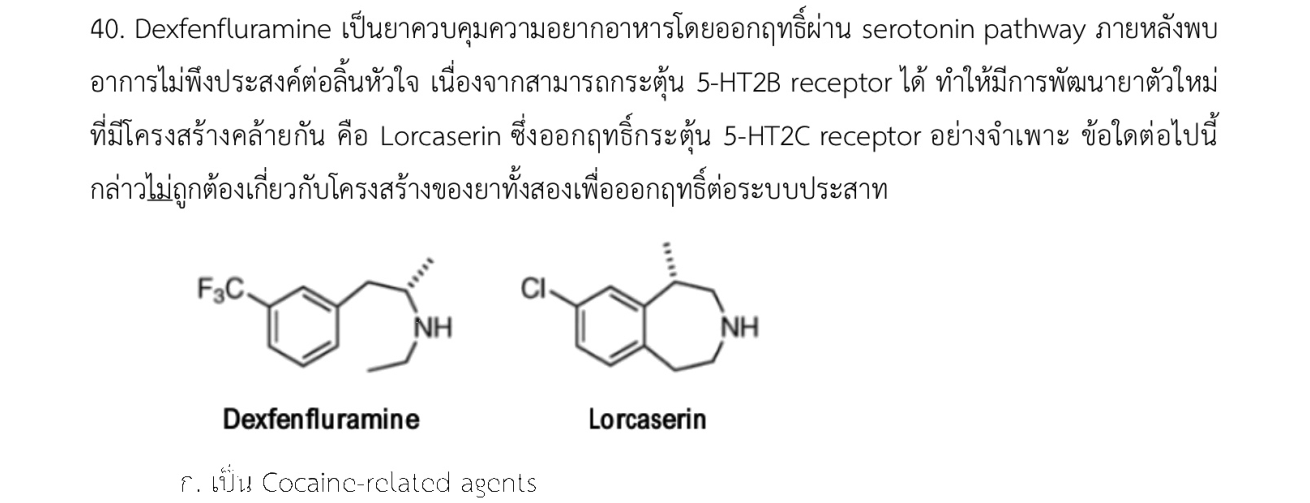 40. Dexfenfluramine เป็นยาควบคุมความอยากอาหารโดยออกฤทธิ์ผ่าน serotonin pathway ภายหลังพบ
อาการไม่พึงประสงค์ต่อลิ้นหัวใจ เนื่องจากสามารถกระตุ้น 5-HT2B receptor ได้ ทำให้มีการพัฒนายาตัวใหม่
ที่มีโครงสร้างคล้ายกัน คือ Lorcaserin ซึ่งออกฤทธิ์กระตุ้น 5-HT2C receptor อย่างจำเพาะ ข้อใดต่อไปนี้
กล่าวไม่ถูกต้องเกี่ยวกับโครงสร้างของยาทั้งสองเพื่อออกฤทธิ์ต่อระบบประสาท
F₃C
NH
Cl
NH
Dexfenfluramine
Lorcaserin
ก. เป็น Cocaine-related agents